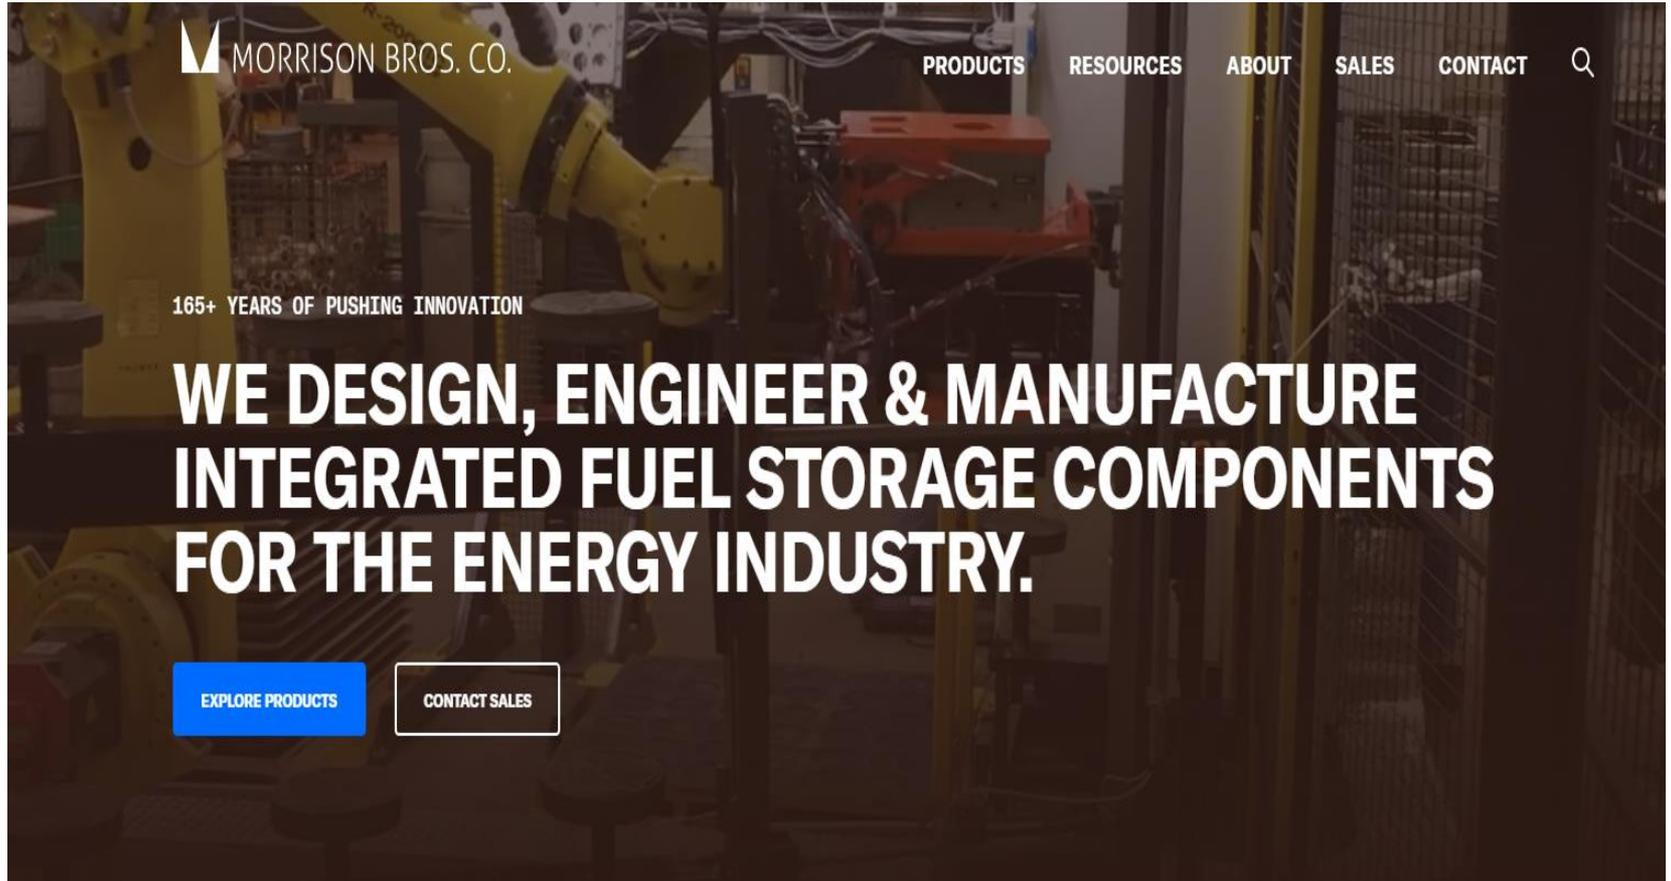 R-200
MORRISON BROS. CO.
PRODUCTS
RESOURCES
ABOUT
SALES
CONTACT
165+ YEARS OF PUSHING INNOVATION
WE DESIGN, ENGINEER & MANUFACTURE
INTEGRATED FUEL STORAGE COMPONENTS
FOR THE ENERGY INDUSTRY.
EXPLORE PRODUCTS
CONTACT SALES